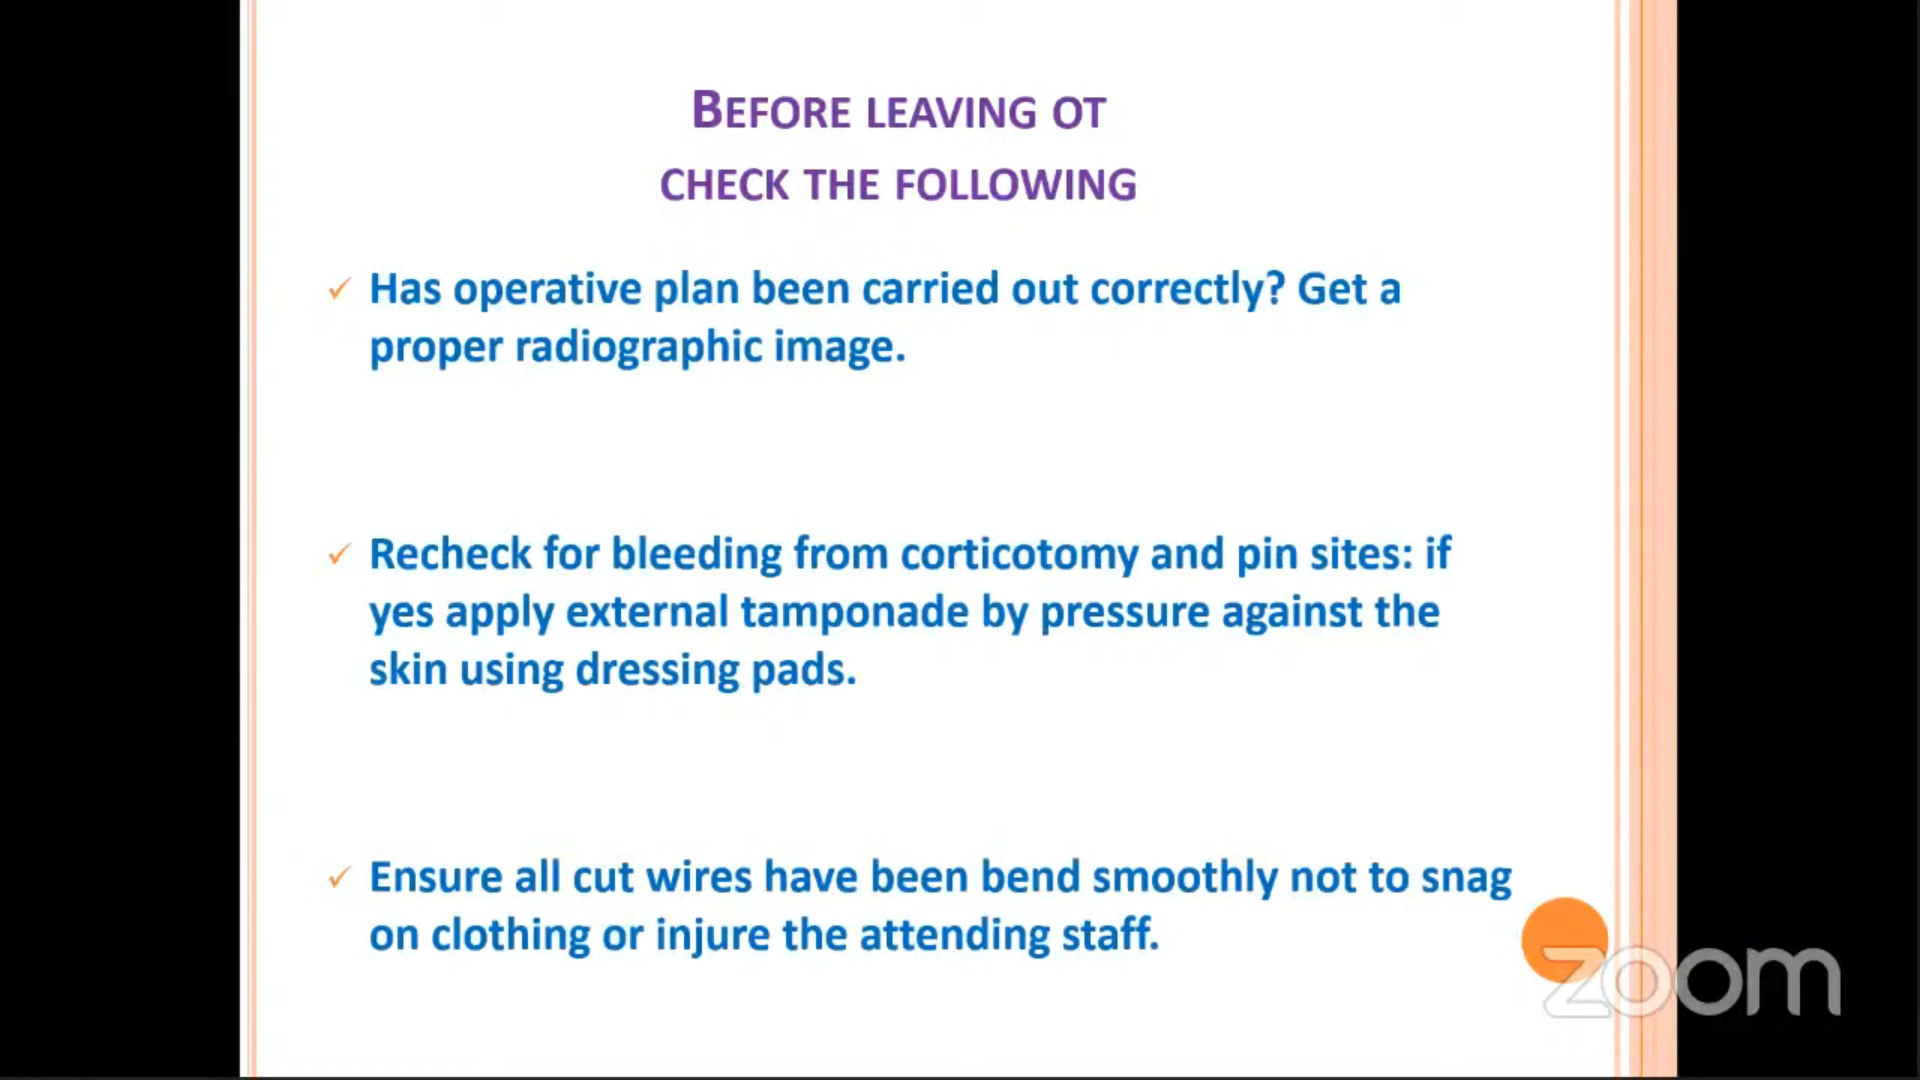 BEFORE LEAVING OT
CHECK THE FOLLOWING
✓ Has operative plan been carried out correctly? Get a
proper radiographic image.
✓ Recheck for bleeding from corticotomy and pin sites: if
yes apply external tamponade by pressure against the
skin using dressing pads.
✓ Ensure all cut wires have been bend smoothly not to snag
on clothing or injure the attending staff.
zoom